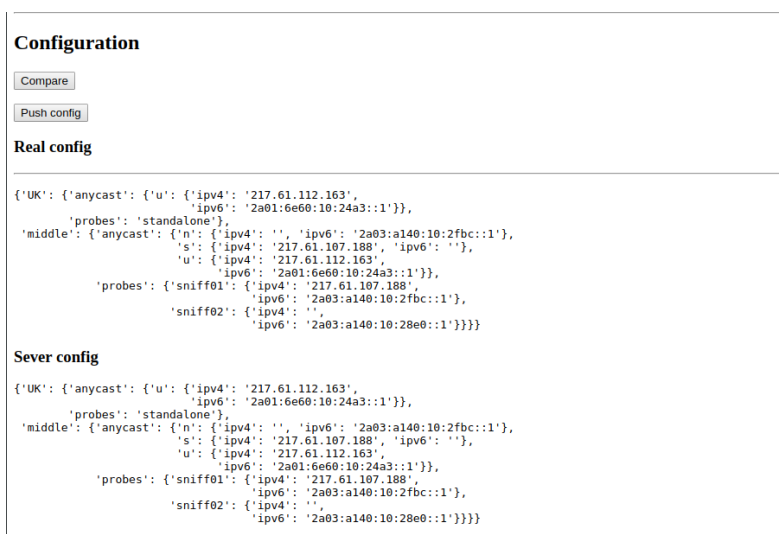 Configuration
Compare
Push config
Real config
{'UK': {'anycast': {'u': {'ipv4': '217.61.112.163',
'ipv6': '2a01:6e60:10:24a3::1'}},
'probes': 'standalone'},
'middle': {'anycast': {'n': {'ipv4': '', 'ipv6': '2a03:a140:10:2fbc::1'},
's': {'ipv4': '217.61.107.188', 'ipv6': ''},
'u': {'ipv4': '217.61.112.163',
'ipv6': '2a01:6e60:10:24a3::1'}},
'probes': {'sniff01': {'ipv4': '217.61.107.188',
'ipv6': '2a03:a140:10:2fbc::1'},
'sniff02': {'ipv4': '',
'ipv6': '2a03:a140:10:28e0::1'}}}}
Sever config
{'UK': {'anycast': {'u': {'ipv4': '217.61.112.163',
'ipv6': '2a01:6e60:10:24a3::1'}},
'probes': 'standalone'},
'middle': {'anycast': {'n': {'ipv4': '', 'ipv6': '2a03:a140:10:2fbc::1'},
's': {'ipv4': '217.61.107.188', 'ipv6': ''},
'u': {'ipv4': '217.61.112.163',
'ipv6': '2a01:6e60:10:24a3::1'}},
'probes': {'sniff01': {'ipv4': '217.61.107.188',
'ipv6': '2a03:a140:10:2fbc::1'},
'sniff02': {'ipv4': '',
'ipv6': '2a03:a140:10:28e0::1'}}}}